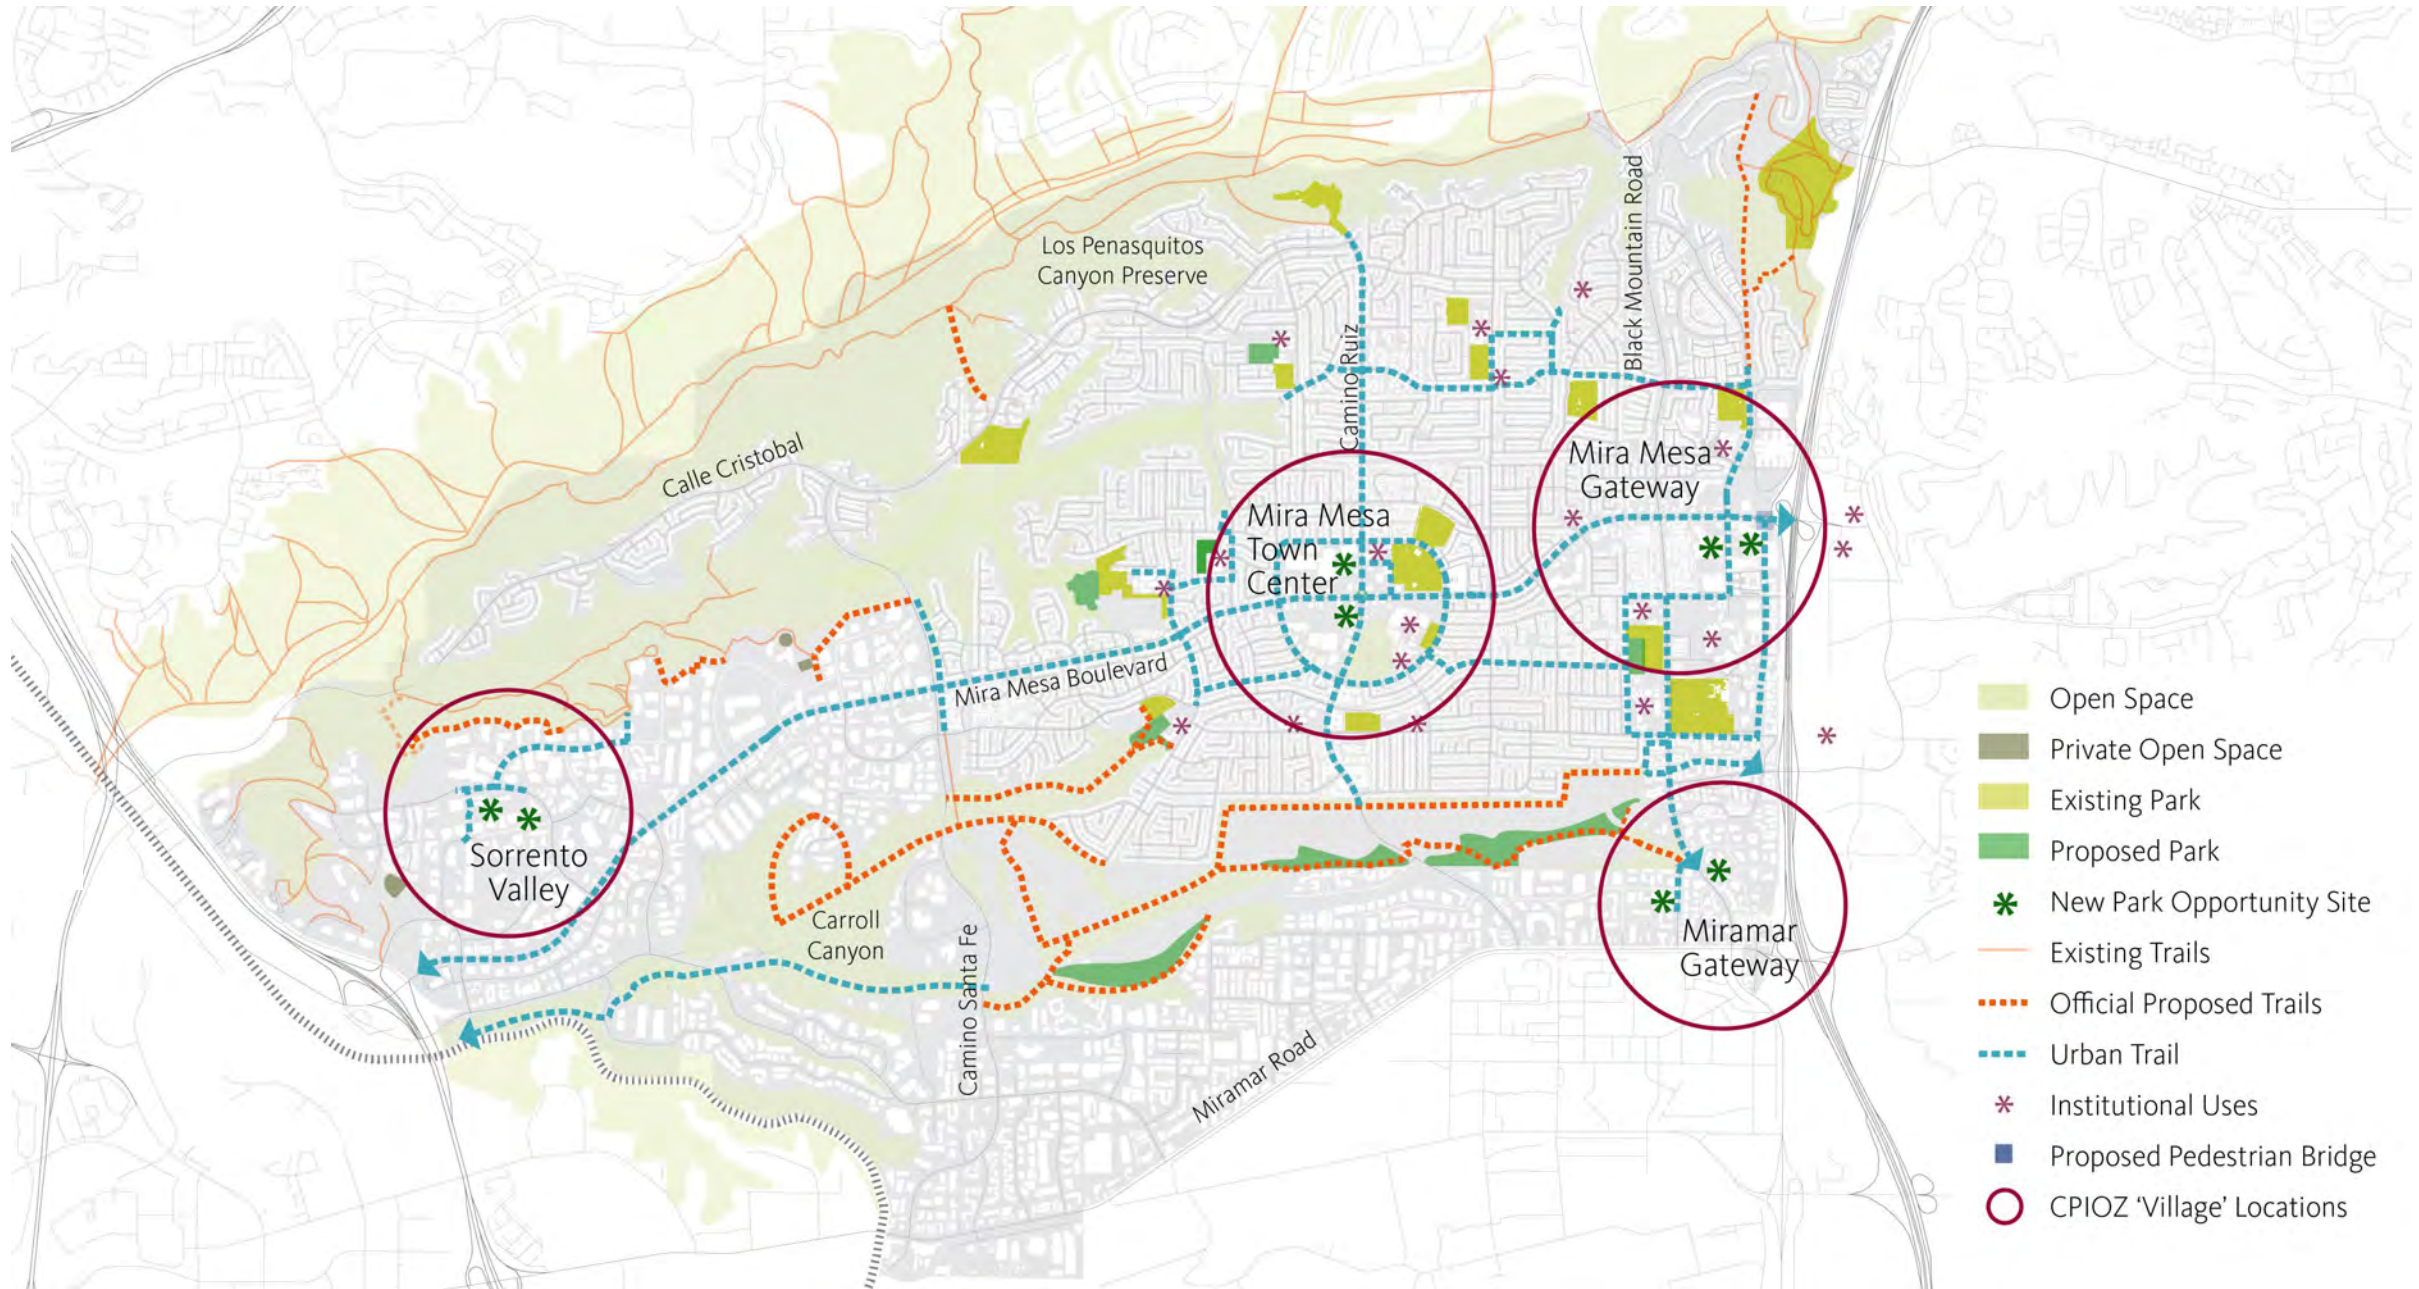 Los Penasquitos
Canyon Preserve
Black Mountain Road
Camino Ruiz
Calle Cristobal
Mira Mesa
Gateway
Mira Mesa
Town
Center
Mira Mesa Boulevard
Sorrento
Valley
Carroll
Canyon
Camino Santa Fe
Miramar
Gateway
Miramar Road
Open Space
Private Open Space
Existing Park
Proposed Park
New Park Opportunity Site
Existing Trails
Official Proposed Trails
Urban Trail
Institutional Uses
Proposed Pedestrian Bridge
CPIOZ ‘Village’ Locations